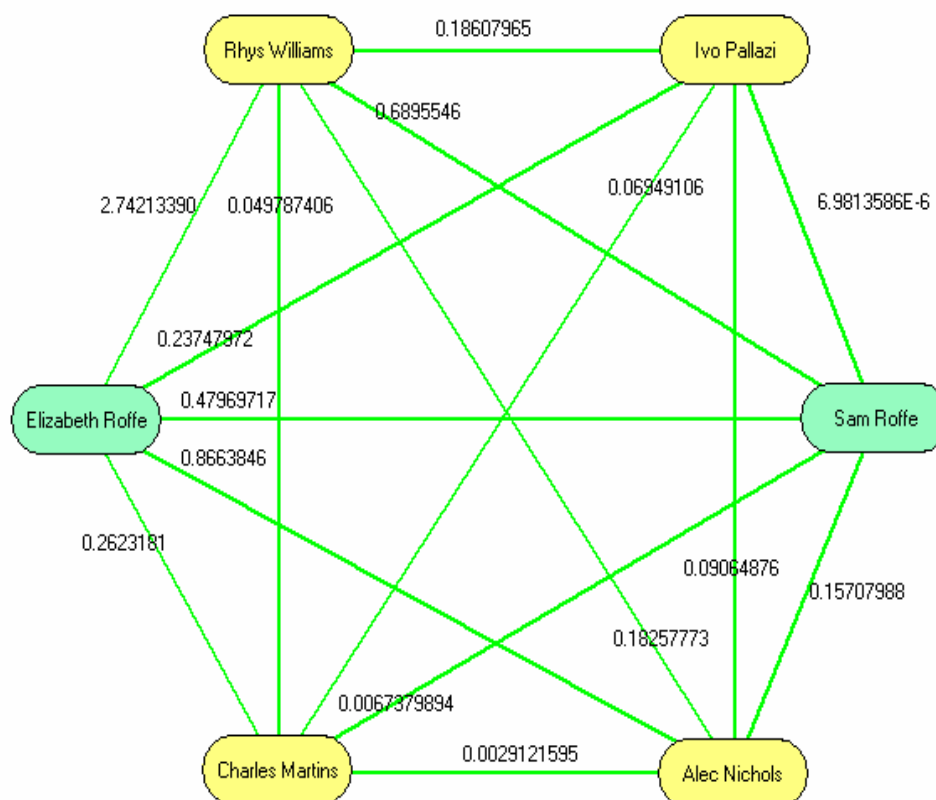 0.18607965
Rhys Williams
Ivo Pallazi
0.6895546
0.06949106
2.74213390
0.049787406
6.9813586E-6
0.23747972
0.47969717
Elizabeth Roffe
Sam Roffe
0.8663846
0.2623181
0.09064876
0.15707988
0.18257773
0.0067379894
0.0029121595
Charles Martins
Alec Nichols